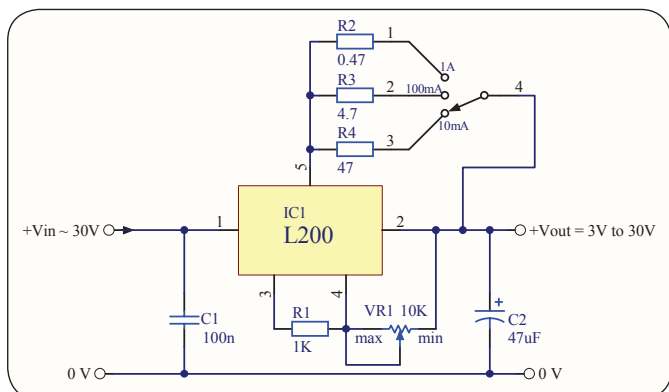 R2
1
0.47
1A
R3
2
100mA
4
4.7
R4
3
10mA
47
5
+Vin ~ 30V
1
IC1
L200
2
+Vout = 3V to 30V
3
4
R1
VR1 10K
C1
100n
1K
max
min
+
C2
47uF
0 V
0 V